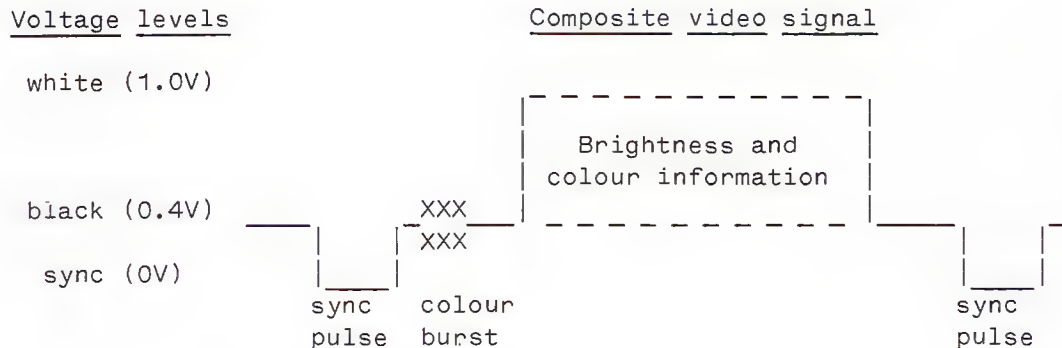 Voltage levels Composite video signal
white (1.0V)
Brightness and
colour information
black (0.4V) XXX
XXX
sync (0V)
sync colour sync
pulse burst pulse